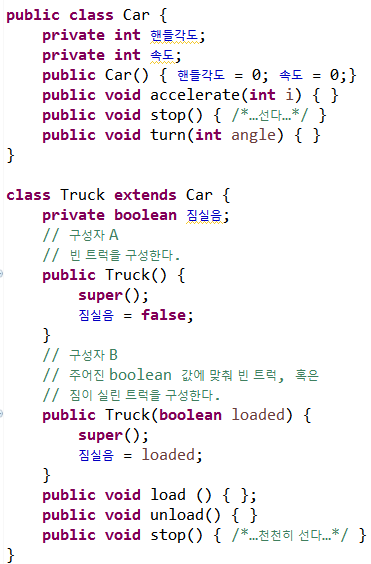 public class Car {
    private int 핸들각도;
    private int 속도;
    public Car() { 핸들각도 = 0; 속도 = 0;}
    public void accelerate(int i) { }
    public void stop() { /*…선다…*/ }
    public void turn(int angle) { }
}

class Truck extends Car {
    private boolean 짐실음;
    // 구성자 A
    // 빈 트럭을 구성한다.
    public Truck() {
        super();
        짐실음 = false;
    }
    // 구성자 B
    // 주어진 boolean 값에 맞춰 빈 트럭, 혹은
    // 짐이 실린 트럭을 구성한다.
    public Truck(boolean loaded) {
        super();
        짐실음 = loaded;
    }
    public void load () { };
    public void unload() { }
    public void stop() { /*…천천히 선다…*/ }
}